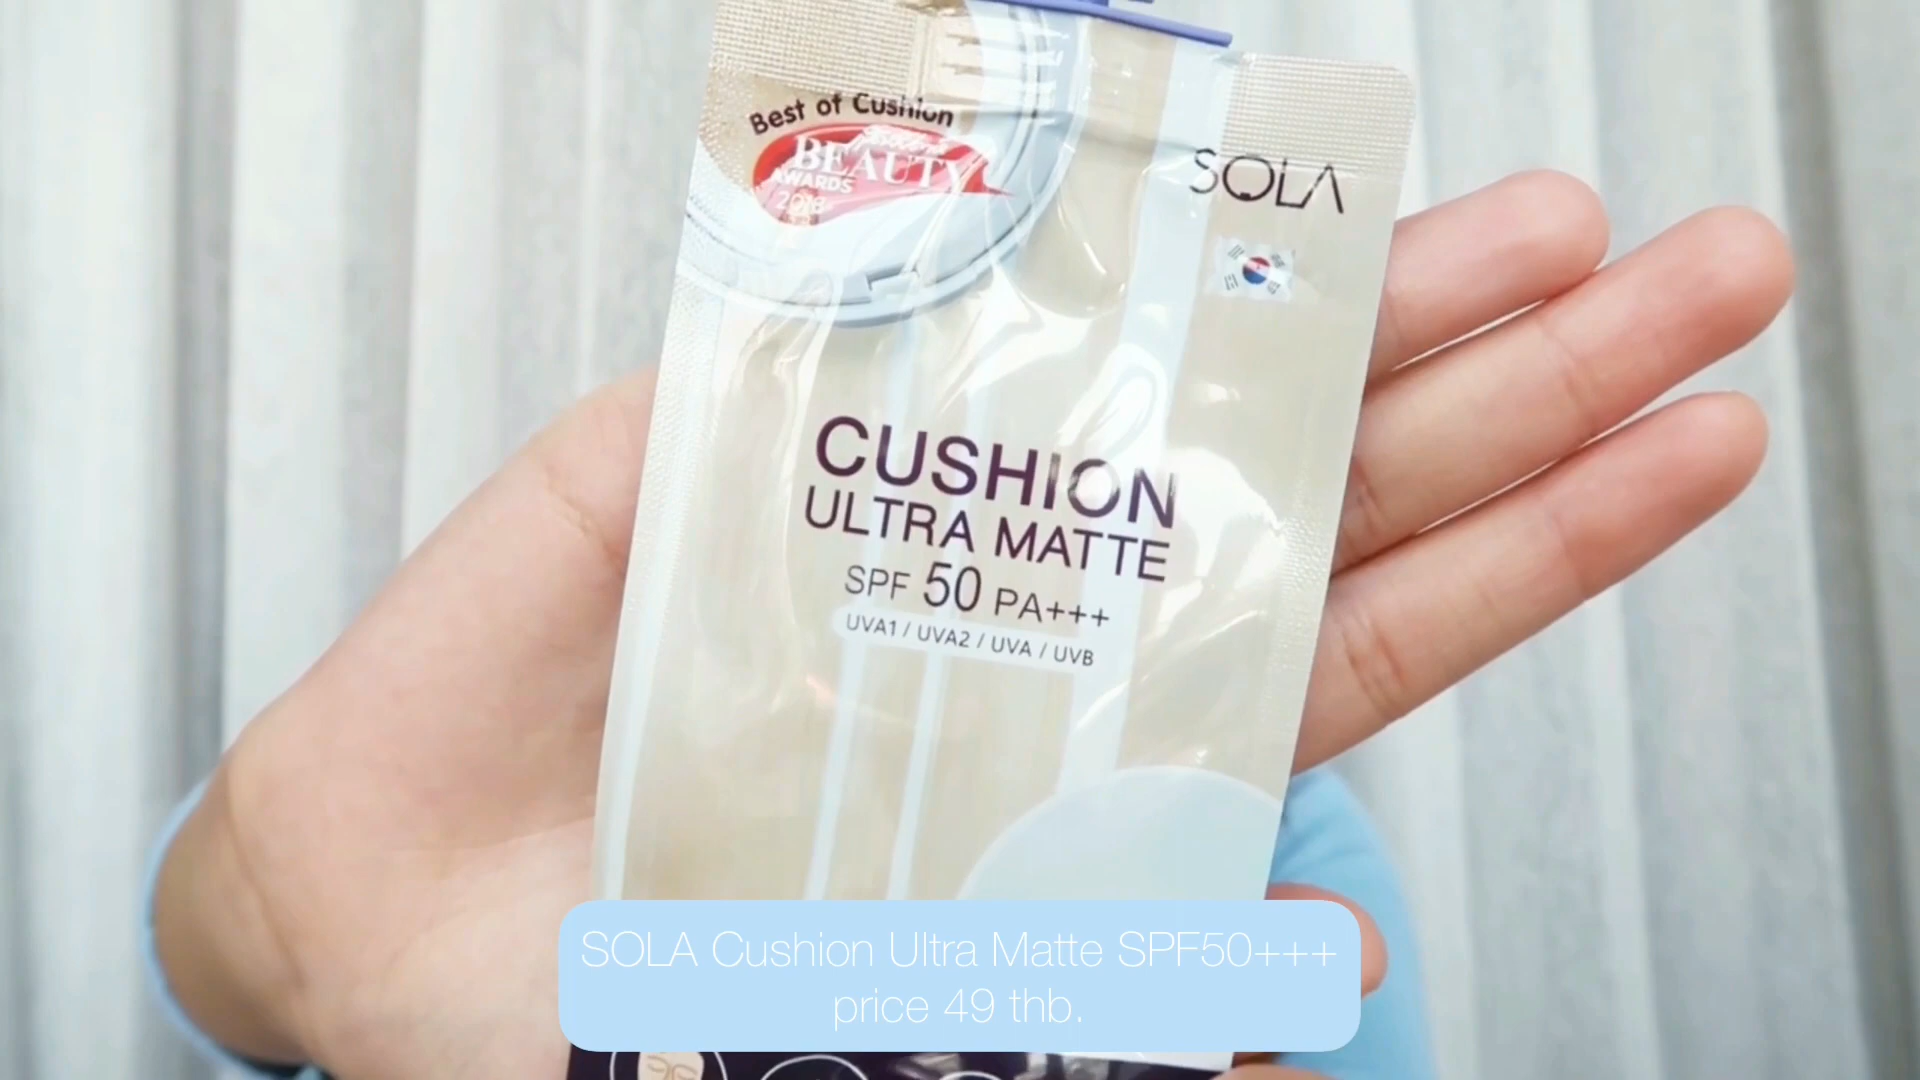 Best of Cushion
BEAUTY
AWARDS
SOLA
CUSHION
ULTRA MATTE
SPF 50 PA+++
UVA1 / UVA2 / UVA / UVB
SOLA Cushion Ultra Matte SPF50+++
price 49 thb.